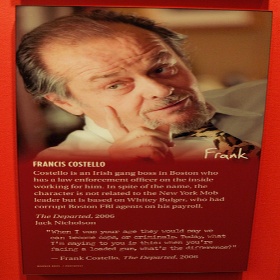 Frank
FRANCIS COSTELLO
Costello is an Irish gang boss in Boston who
has a law enforcement officer on the inside
working for him. In spite of the name, the
character is not related to the New York Mob
leader but is based on Whitey Bulger, who had
corrupt Boston FBI agents on his payroll.
The Departed, 2006
Jack Nicholson
"When I was your age they would say we
can become cops, or criminals. Today, what
I'm saying to you is this: when you're
facing a loaded gun, what's the difference?"
— Frank Costello, The Departed, 2006